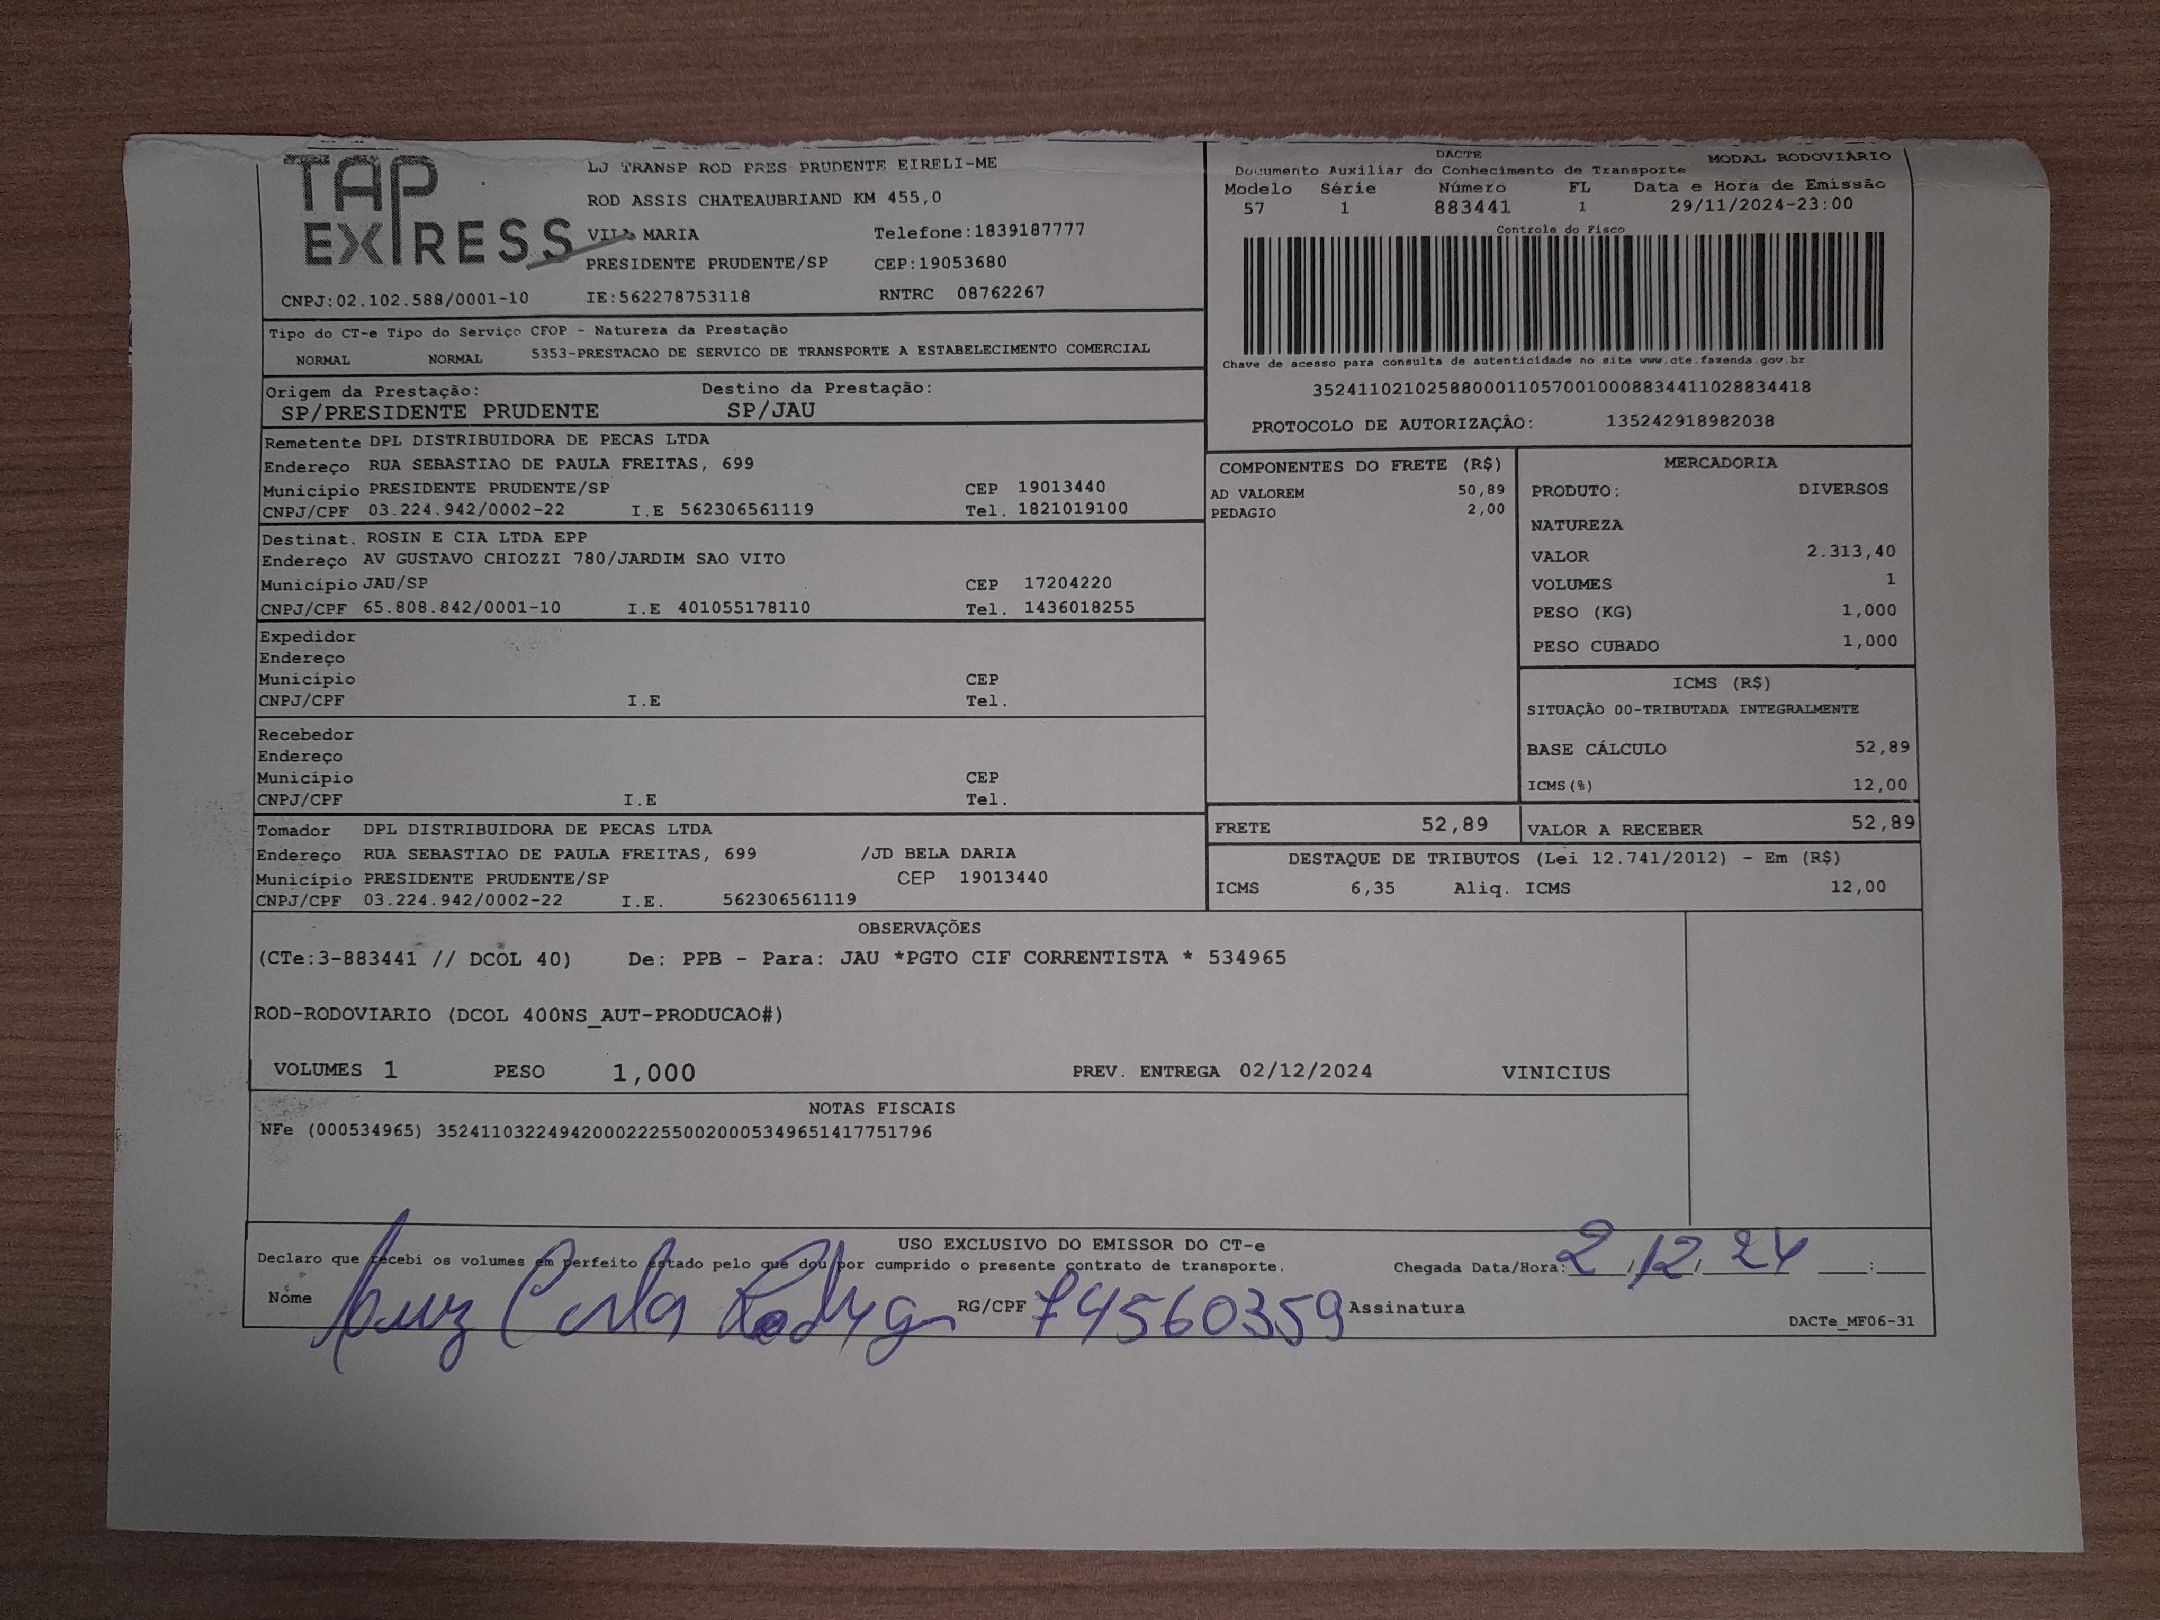 TAP
EXPRESS
LJ TRANSP ROD PRES PRUDENTE EIRELI-ME
ROD ASSIS CHATEAUBRIAND KM 455,0
VILA MARIA Telefone:1839187777
PRESIDENTE PRUDENTE/SP CEP:19053680
CNPJ:02.102.588/0001-10 IE:562278753118 RNTRC 08762267
DACTE
Documento Auxiliar do Conhecimento de Transporte MODAL RODOVIÁRIO
Modelo Série Número FL Data e Hora de Emissão
57 1 883441 1 29/11/2024-23:00
Controle do Fisco
Chave de acesso para consulta de autenticidade no site www.cte.fazenda.gov.br
35241102102588000110570010008834411028834418
PROTOCOLO DE AUTORIZAÇÃO: 135242918982038
Tipo do CT-e Tipo do Serviço CFOP - Natureza da Prestação
NORMAL NORMAL 5353-PRESTACAO DE SERVICO DE TRANSPORTE A ESTABELECIMENTO COMERCIAL
Origem da Prestação: Destino da Prestação:
SP/PRESIDENTE PRUDENTE SP/JAU
Remetente DPL DISTRIBUIDORA DE PECAS LTDA
Endereço RUA SEBASTIAO DE PAULA FREITAS, 699
Município PRESIDENTE PRUDENTE/SP CEP 19013440
CNPJ/CPF 03.224.942/0002-22 I.E 562306561119 Tel. 1821019100
Destinat. ROSIN E CIA LTDA EPP
Endereço AV GUSTAVO CHIOZZI 780/JARDIM SAO VITO
Município JAU/SP CEP 17204220
CNPJ/CPF 65.808.842/0001-10 I.E 401055178110 Tel. 1436018255
Expedidor
Endereço
Município CEP
CNPJ/CPF I.E Tel.
Recebedor
Endereço
Município CEP
CNPJ/CPF I.E Tel.
Tomador DPL DISTRIBUIDORA DE PECAS LTDA
Endereço RUA SEBASTIAO DE PAULA FREITAS, 699 /JD BELA DARIA
Município PRESIDENTE PRUDENTE/SP CEP 19013440
CNPJ/CPF 03.224.942/0002-22 I.E. 562306561119
COMPONENTES DO FRETE (R$)
AD VALOREM 50,89
PEDAGIO 2,00
MERCADORIA
PRODUTO: DIVERSOS
NATUREZA
VALOR 2.313,40
VOLUMES 1
PESO (KG) 1,000
PESO CUBADO 1,000
ICMS (R$)
SITUAÇÃO 00-TRIBUTADA INTEGRALMENTE
BASE CÁLCULO 52,89
ICMS(%) 12,00
FRETE 52,89 VALOR A RECEBER 52,89
DESTAQUE DE TRIBUTOS (Lei 12.741/2012) - Em (R$)
ICMS 6,35 Aliq. ICMS 12,00
OBSERVAÇÕES
(CTe:3-883441 // DCOL 40) De: PPB - Para: JAU *PGTO CIF CORRENTISTA * 534965
ROD-RODOVIARIO (DCOL 400NS_AUT-PRODUCAO#)
VOLUMES 1 PESO 1,000 PREV. ENTREGA 02/12/2024 VINICIUS
NOTAS FISCAIS
NFe (000534965) 35241103224942000222550020005349651417751796
USO EXCLUSIVO DO EMISSOR DO CT-e
Declaro que recebi os volumes em perfeito estado pelo que dou por cumprido o presente contrato de transporte. Chegada Data/Hora: 2/12/24 :
Nome RG/CPF 74560359 Assinatura
DACTe_MF06-31